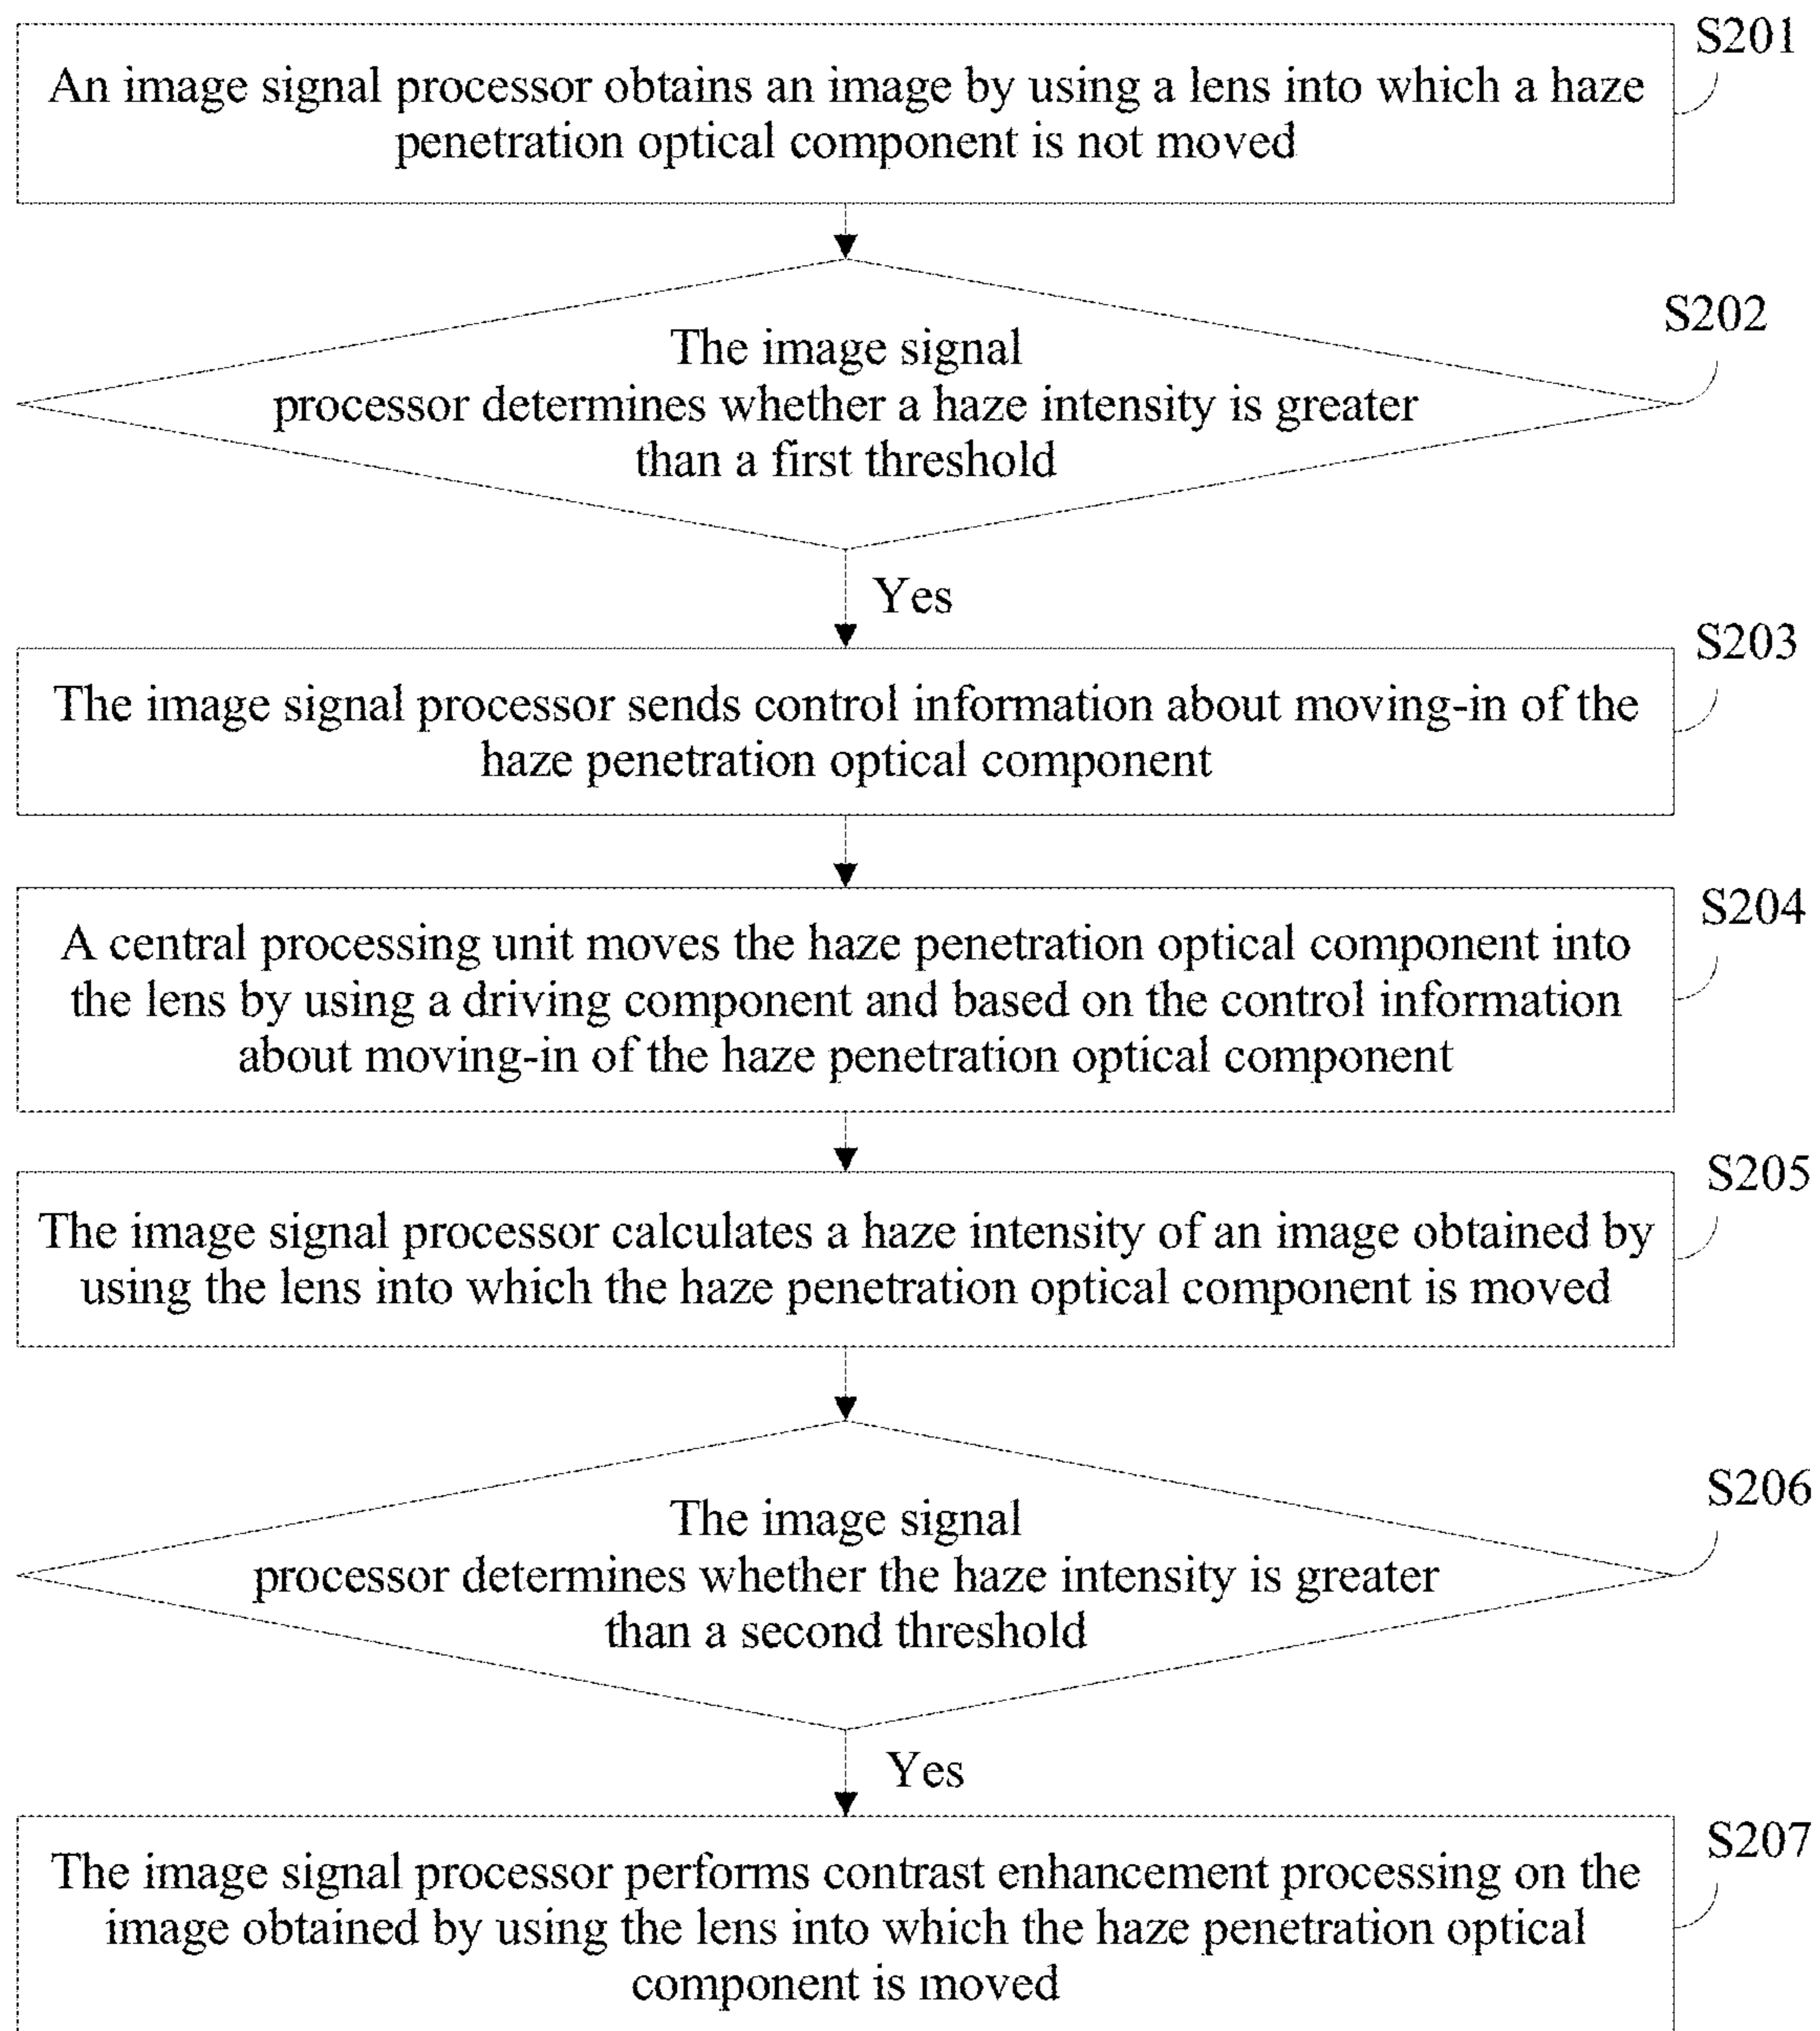 S201
An image signal processor obtains an image by using a lens into which a haze
penetration optical component is not moved
S202
The image signal
processor determines whether a haze intensity is greater
than a first threshold
Yes
S203
The image signal processor sends control information about moving-in of the
haze penetration optical component
S204
A central processing unit moves the haze penetration optical component into
the lens by using a driving component and based on the control information
about moving-in of the haze penetration optical component
S205
The image signal processor calculates a haze intensity of an image obtained by
using the lens into which the haze penetration optical component is moved
S206
The image signal
processor determines whether the haze intensity is greater
than a second threshold
Yes
S207
The image signal processor performs contrast enhancement processing on the
image obtained by using the lens into which the haze penetration optical
component is moved